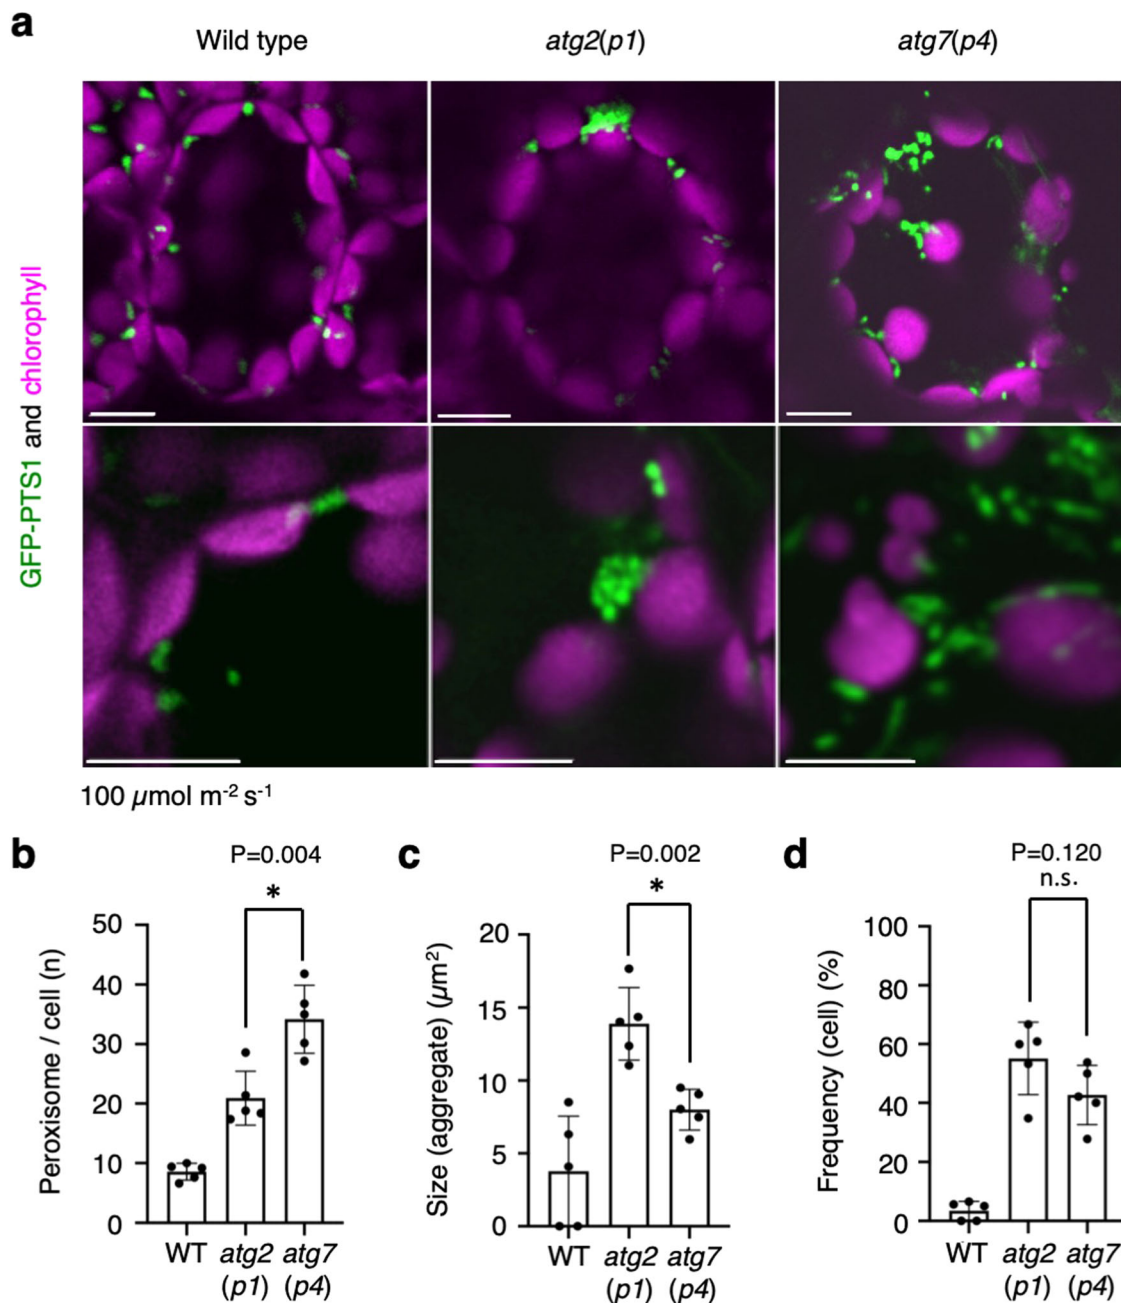 a
Wild type
atg2(p1)
atg7(p4)
GFP-PTS1 and chlorophyll
100 µmol m-2 s-1
b
P=0.004
*
Peroxisome / cell (n)
50
40
30
20
10
0
WT
atg2
(p1)
atg7
(p4)
c
P=0.002
*
Size (aggregate) (µm2)
20
15
10
5
0
WT
atg2
(p1)
atg7
(p4)
d
P=0.120
n.s.
Frequency (cell) (%)
100
80
60
40
20
0
WT
atg2
(p1)
atg7
(p4)